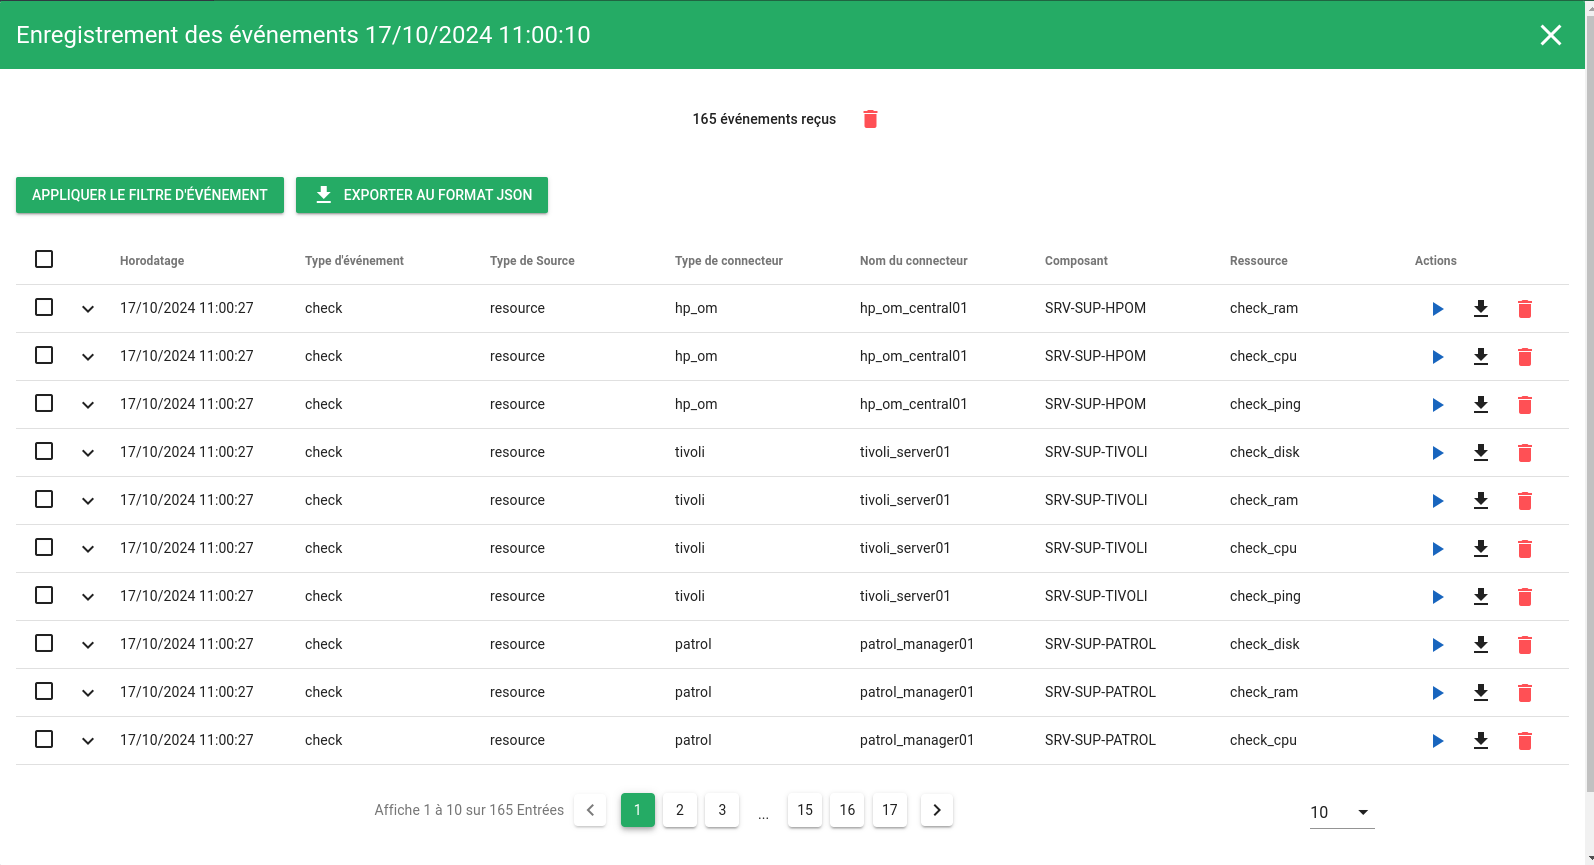 Enregistrement des événements 17/10/2024 11:00:10
165 événements reçus
APPLIQUER LE FILTRE D'ÉVÉNEMENT EXPORTER AU FORMAT JSON
Horodatage Type d'événement Type de Source Type de connecteur Nom du connecteur Composant Ressource Actions
17/10/2024 11:00:27 check resource hp_om hp_om_central01 SRV-SUP-HPOM check_ram
17/10/2024 11:00:27 check resource hp_om hp_om_central01 SRV-SUP-HPOM check_cpu
17/10/2024 11:00:27 check resource hp_om hp_om_central01 SRV-SUP-HPOM check_ping
17/10/2024 11:00:27 check resource tivoli tivoli_server01 SRV-SUP-TIVOLI check_disk
17/10/2024 11:00:27 check resource tivoli tivoli_server01 SRV-SUP-TIVOLI check_ram
17/10/2024 11:00:27 check resource tivoli tivoli_server01 SRV-SUP-TIVOLI check_cpu
17/10/2024 11:00:27 check resource tivoli tivoli_server01 SRV-SUP-TIVOLI check_ping
17/10/2024 11:00:27 check resource patrol patrol_manager01 SRV-SUP-PATROL check_disk
17/10/2024 11:00:27 check resource patrol patrol_manager01 SRV-SUP-PATROL check_ram
17/10/2024 11:00:27 check resource patrol patrol_manager01 SRV-SUP-PATROL check_cpu
Affiche 1 à 10 sur 165 Entrées 1 2 3 ... 15 16 17 10